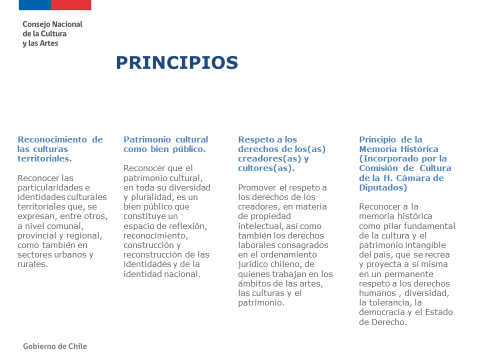 Consejo Nacional
de la Cultura
y las Artes
PRINCIPIOS
Reconocimiento de
las culturas
territoriales.
Reconocer las
particularidades e
identidades culturales
territoriales que, se
expresan, entre otros,
a nivel comunal,
provincial y regional,
como también en
sectores urbanos y
rurales.
Patrimonio cultural
como bien público.
Reconocer que el
patrimonio cultural,
en toda su diversidad
y pluralidad, es un
bien público que
constituye un
espacio de reflexión,
reconocimiento,
construcción y
reconstrucción de las
identidades y de la
identidad nacional.
Respeto a los
derechos de los(as)
creadores(as) y
cultores(as).
Promover el respeto a
los derechos de los
creadores, en materia
de propiedad
intelectual, así como
también los derechos
laborales consagrados
en el ordenamiento
jurídico chileno, de
quienes trabajan en los
ámbitos de las artes,
las culturas y el
patrimonio.
Principio de la
Memoria Histórica
(Incorporado por la
Comisión de Cultura
de la H. Cámara de
Diputados)
Reconocer a la
memoria histórica
como pilar fundamental
de la cultura y el
patrimonio intangible
del país, que se recrea
y proyecta a sí misma
en un permanente
respeto a los derechos
humanos , diversidad,
la tolerancia, la
democracia y el Estado
de Derecho.
Gobierno de Chile